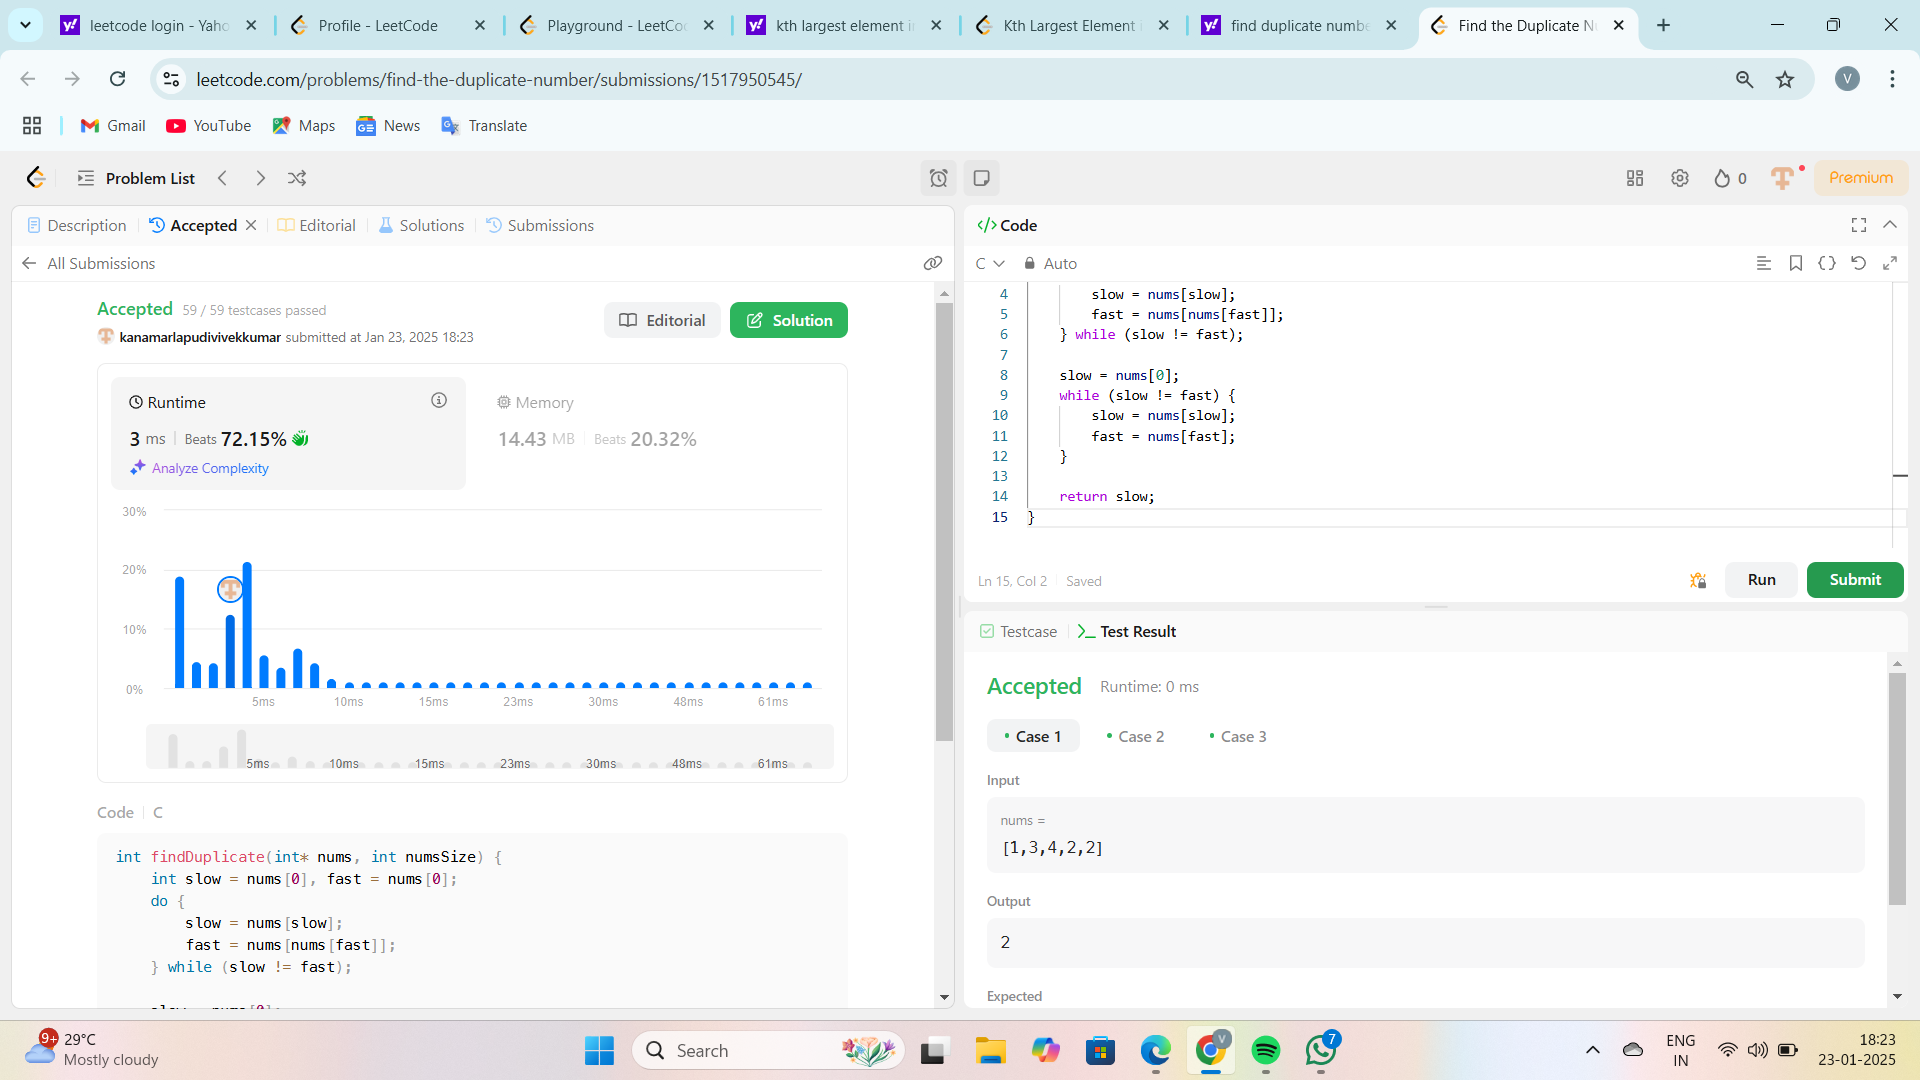 leetcode login - Yaho
Profile - LeetCode
Playground - LeetCo
kth largest element i
Kth Largest Element
find duplicate numbe
Find the Duplicate N
leetcode.com/problems/find-the-duplicate-number/submissions/1517950545/
V
Gmail
YouTube
Maps
News
Translate
Problem List
0
Premium
Description
Accepted
Editorial
Solutions
Submissions
All Submissions
Accepted 59 / 59 testcases passed
kanamarlapudivivekkumar submitted at Jan 23, 2025 18:23
Editorial
Solution
Runtime
3 ms Beats 72.15%
Analyze Complexity
Memory
14.43 MB Beats 20.32%
30%
20%
10%
0%
5ms 10ms 15ms 23ms 30ms 48ms 61ms
5ms 10ms 15ms 23ms 30ms 48ms 61ms
Code C
int findDuplicate(int* nums, int numsSize) {
int slow = nums[0], fast = nums[0];
do {
slow = nums[slow];
fast = nums[nums[fast]];
} while (slow != fast);
slow = nums[0];
</> Code
C Auto
4 slow = nums[slow];
5 fast = nums[nums[fast]];
6 } while (slow != fast);
7
8 slow = nums[0];
9 while (slow != fast) {
10 slow = nums[slow];
11 fast = nums[fast];
12 }
13
14 return slow;
15 }
Ln 15, Col 2 Saved
Run
Submit
Testcase
Test Result
Accepted Runtime: 0 ms
Case 1
Case 2
Case 3
Input
nums =
[1,3,4,2,2]
Output
2
Expected
9+
29°C
Mostly cloudy
Search
V
7
ENG
IN
18:23
23-01-2025